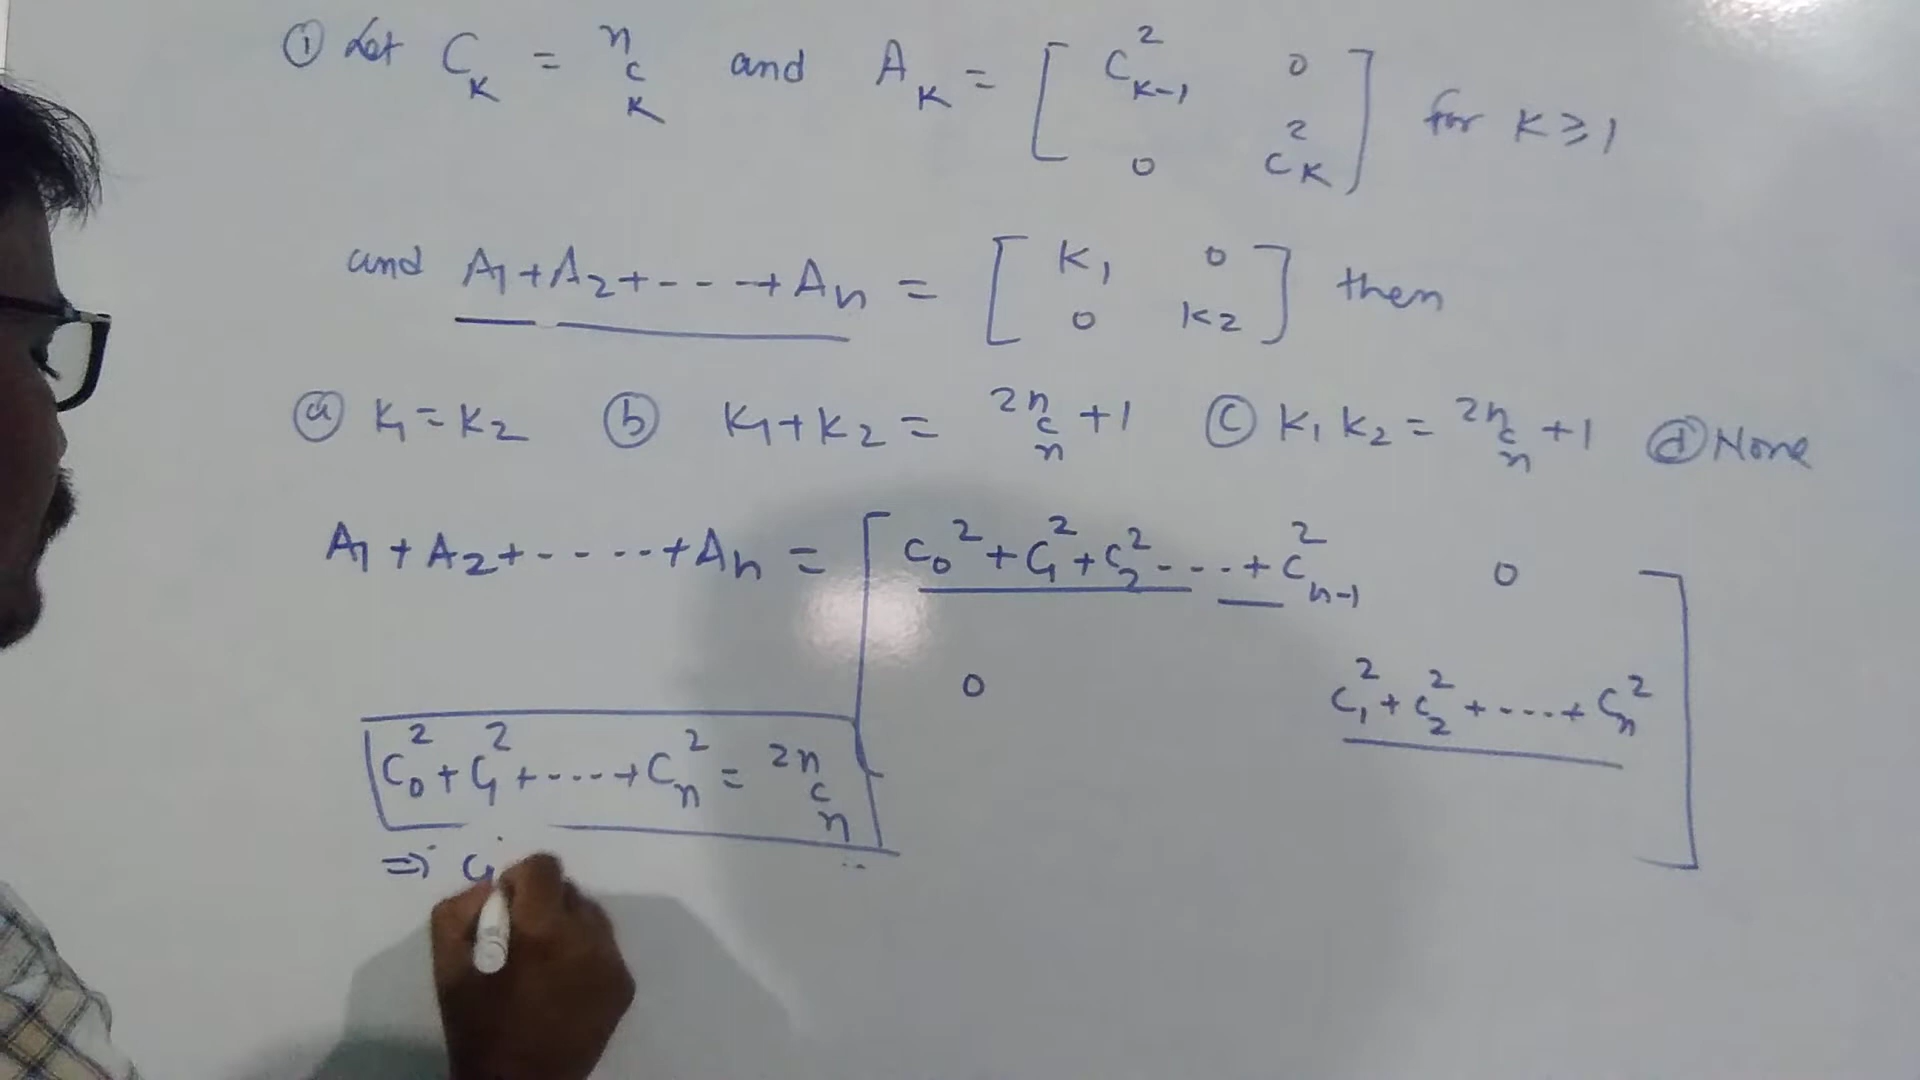 ① Let C_K = ⁿC_K and A_K = [ C²_{K-1} 0 ; 0 C²_K ] for K ≥ 1
and A₁ + A₂ + - - - + Aₙ = [ K₁ 0 ; 0 K₂ ] then
ⓐ K₁ = K₂ ⓑ K₁ + K₂ = ²ⁿCₙ + 1 ⓒ K₁ K₂ = ²ⁿCₙ + 1 ⓓ None
A₁ + A₂ + - - - - - + Aₙ = [ C₀² + C₁² + C₂² - - - - + C²_{n-1} 0 ; 0 C₁² + C₂² + - - - - + Cₙ² ]
C₀² + C₁² + - - - - + Cₙ² = ²ⁿCₙ
⇒ C₁